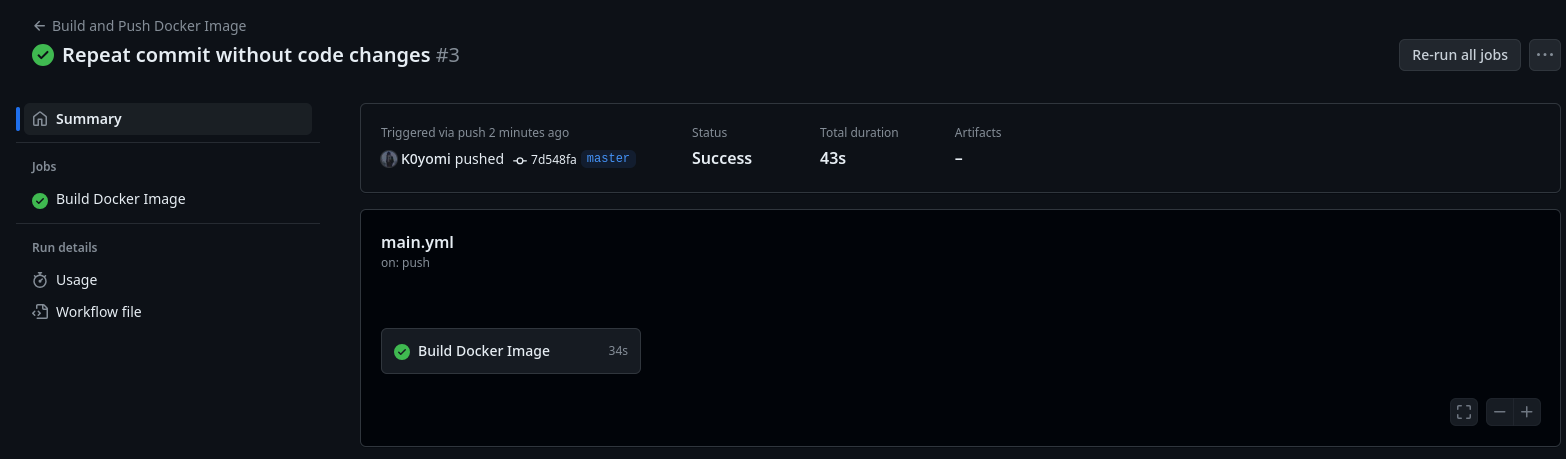 Build and Push Docker Image
Repeat commit without code changes #3
Re-run all jobs
Summary
Jobs
Build Docker Image
Run details
Usage
Workflow file
Triggered via push 2 minutes ago
K0yomi pushed 7d548fa master
Status
Success
Total duration
43s
Artifacts
–
main.yml
on: push
Build Docker Image 34s